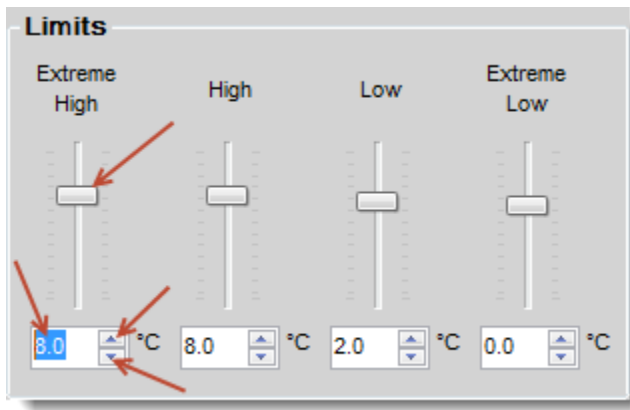 Limits
Extreme
High
High
Low
Extreme
Low
8.0 °C
8.0 °C
2.0 °C
0.0 °C